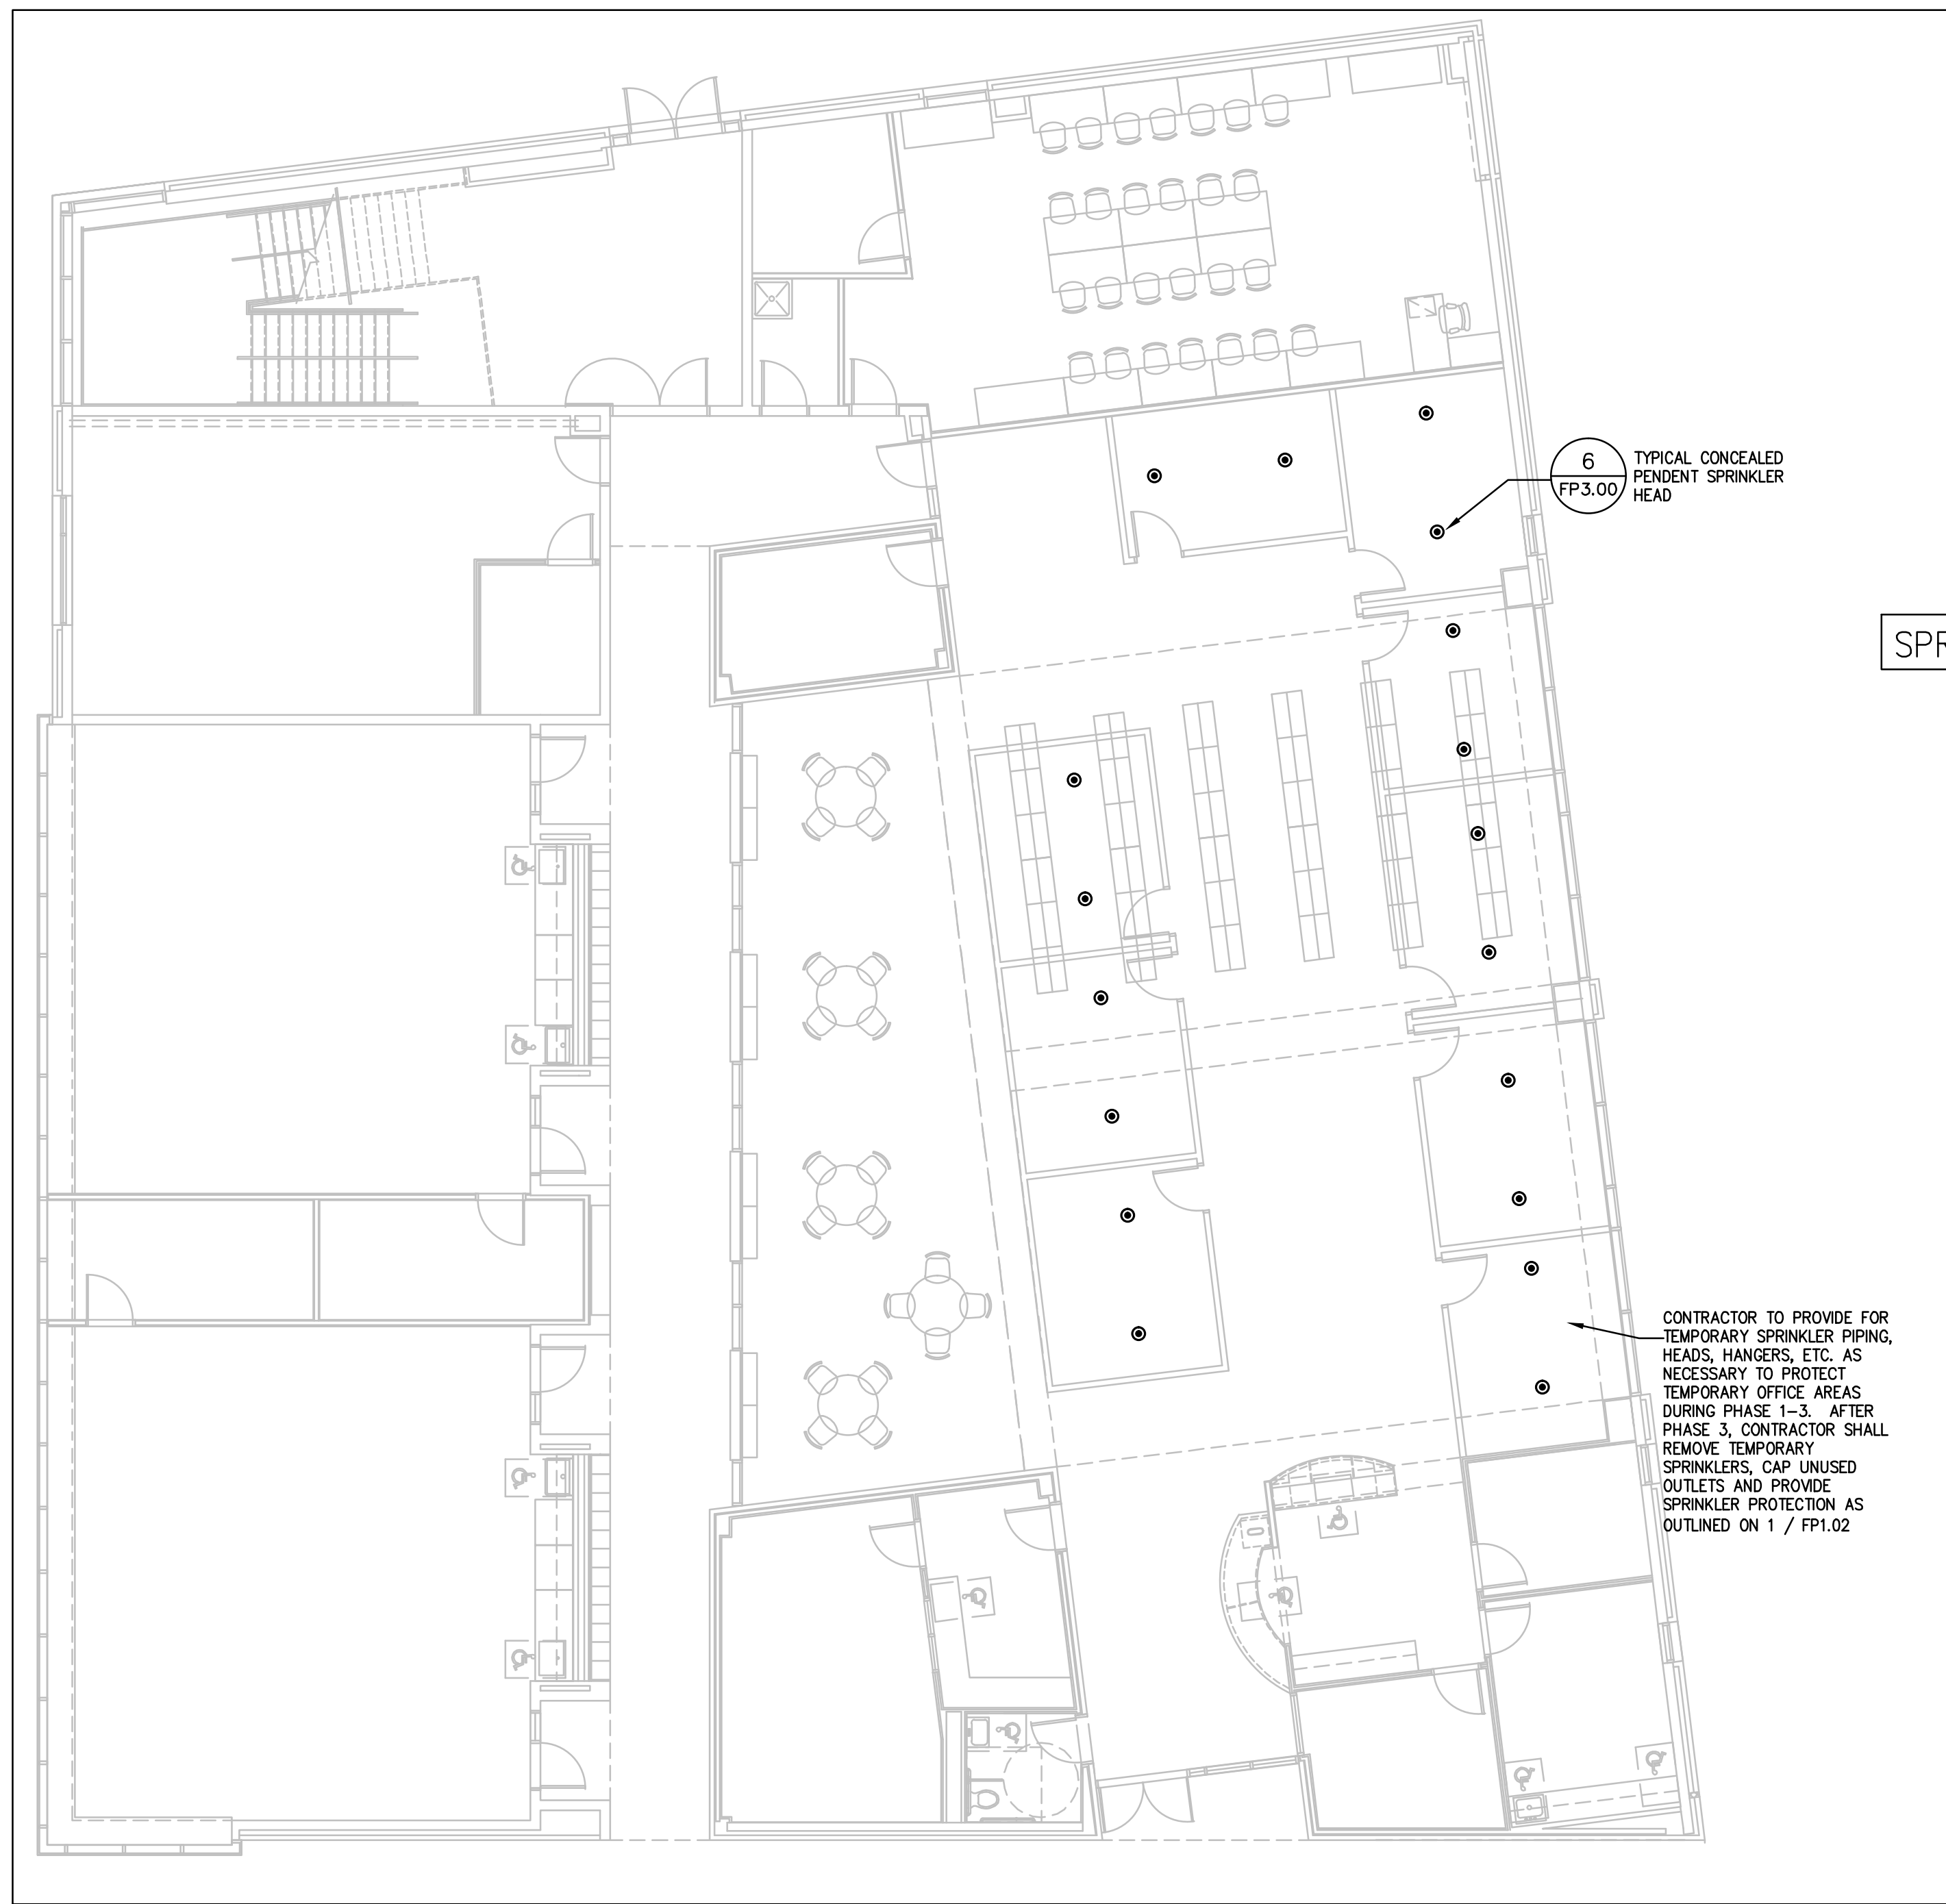 6
FP3.00
TYPICAL CONCEALED
PENDENT SPRINKLER
HEAD
SPR
CONTRACTOR TO PROVIDE FOR
TEMPORARY SPRINKLER PIPING,
HEADS, HANGERS, ETC. AS
NECESSARY TO PROTECT
TEMPORARY OFFICE AREAS
DURING PHASE 1-3. AFTER
PHASE 3, CONTRACTOR SHALL
REMOVE TEMPORARY
SPRINKLERS, CAP UNUSED
OUTLETS AND PROVIDE
SPRINKLER PROTECTION AS
OUTLINED ON 1 / FP1.02